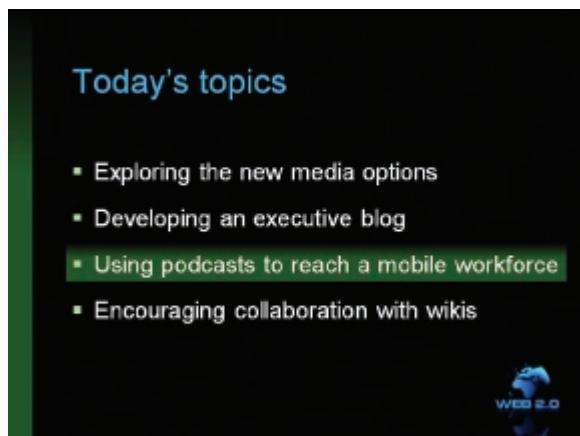 Today's topics
▪ Exploring the new media options
▪ Developing an executive blog
▪ Using podcasts to reach a mobile workforce
▪ Encouraging collaboration with wikis
WEB 2.0